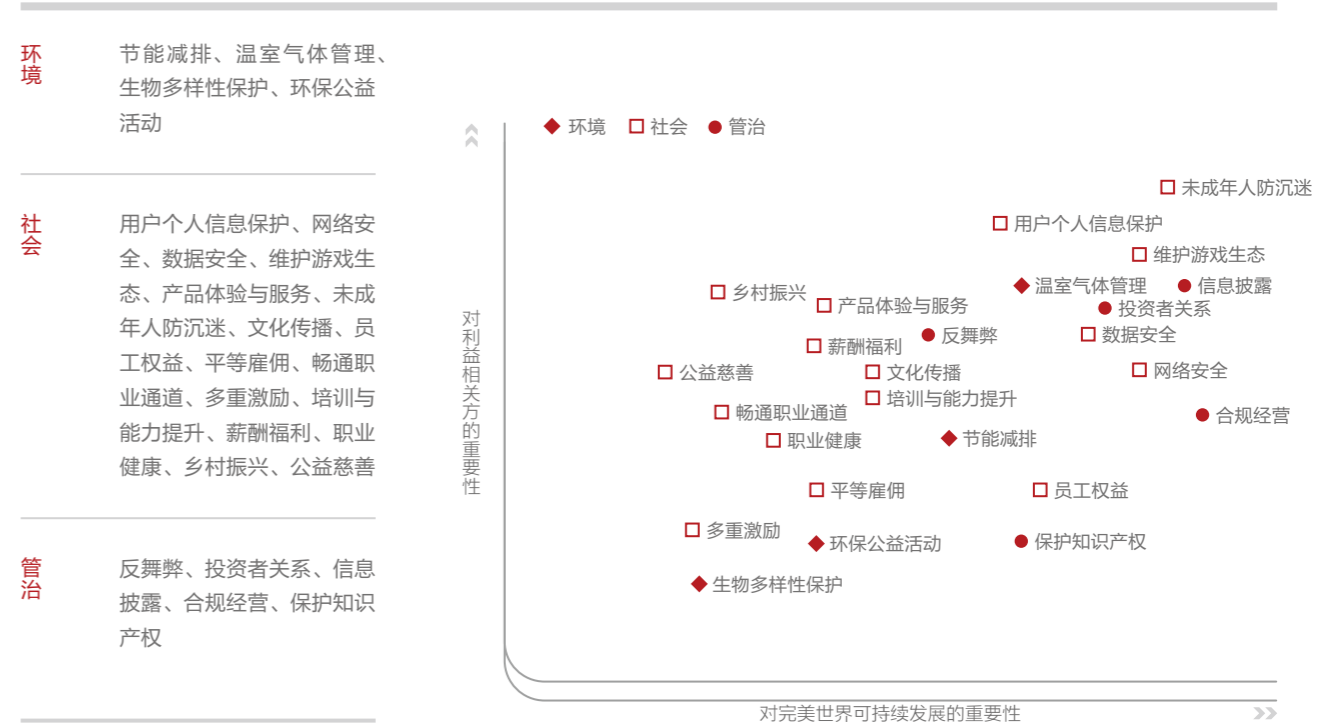 环境
节能减排、温室气体管理、
生物多样性保护、环保公益
活动
社会
用户个人信息保护、网络安
全、数据安全、维护游戏生
态、产品体验与服务、未成
年人防沉迷、文化传播、员
工权益、平等雇佣、畅通职
业通道、多重激励、培训与
能力提升、薪酬福利、职业
健康、乡村振兴、公益慈善
管治
反舞弊、投资者关系、信息
披露、合规经营、保护知识
产权
对利益相关方的重要性
环境 社会 管治
未成年人防沉迷
用户个人信息保护
维护游戏生态
温室气体管理 信息披露
乡村振兴
产品体验与服务
投资者关系
反舞弊
数据安全
薪酬福利
网络安全
公益慈善
文化传播
培训与能力提升
畅通职业通道
合规经营
职业健康
节能减排
平等雇佣
员工权益
多重激励
环保公益活动
保护知识产权
生物多样性保护
对完美世界可持续发展的重要性